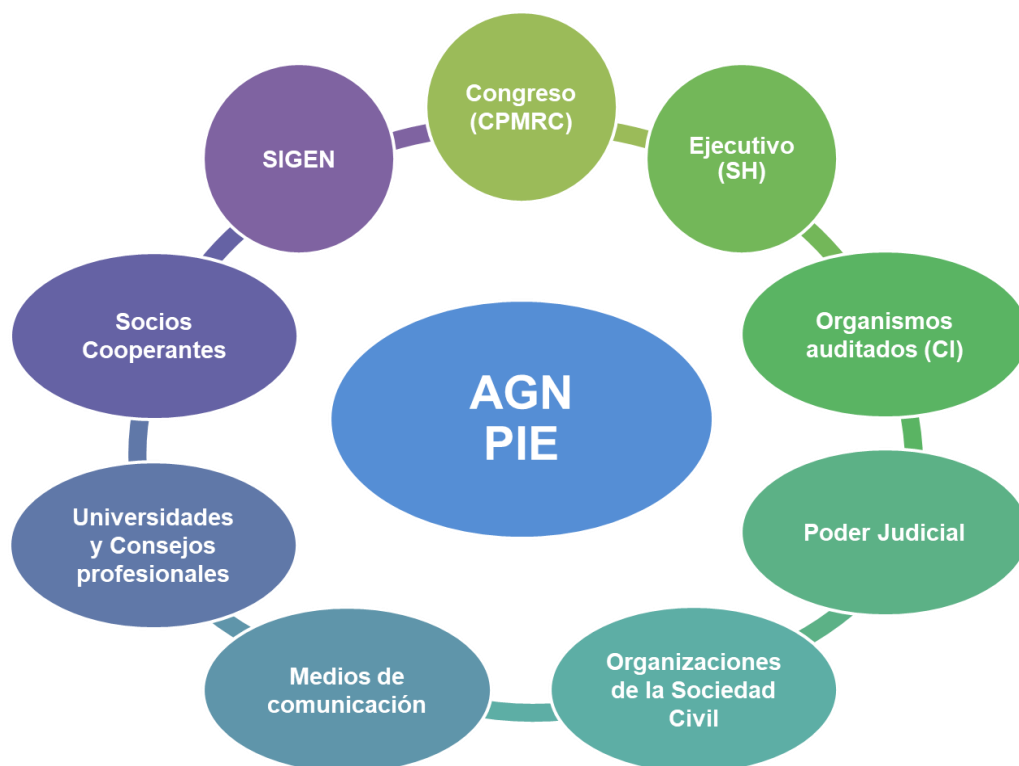 Congreso
(CPMRC)
Ejecutivo
(SH)
Organismos
auditados (CI)
Poder Judicial
Organizaciones
de la Sociedad
Civil
Medios de
comunicación
Universidades
y Consejos
profesionales
Socios
Cooperantes
SIGEN
AGN
PIE